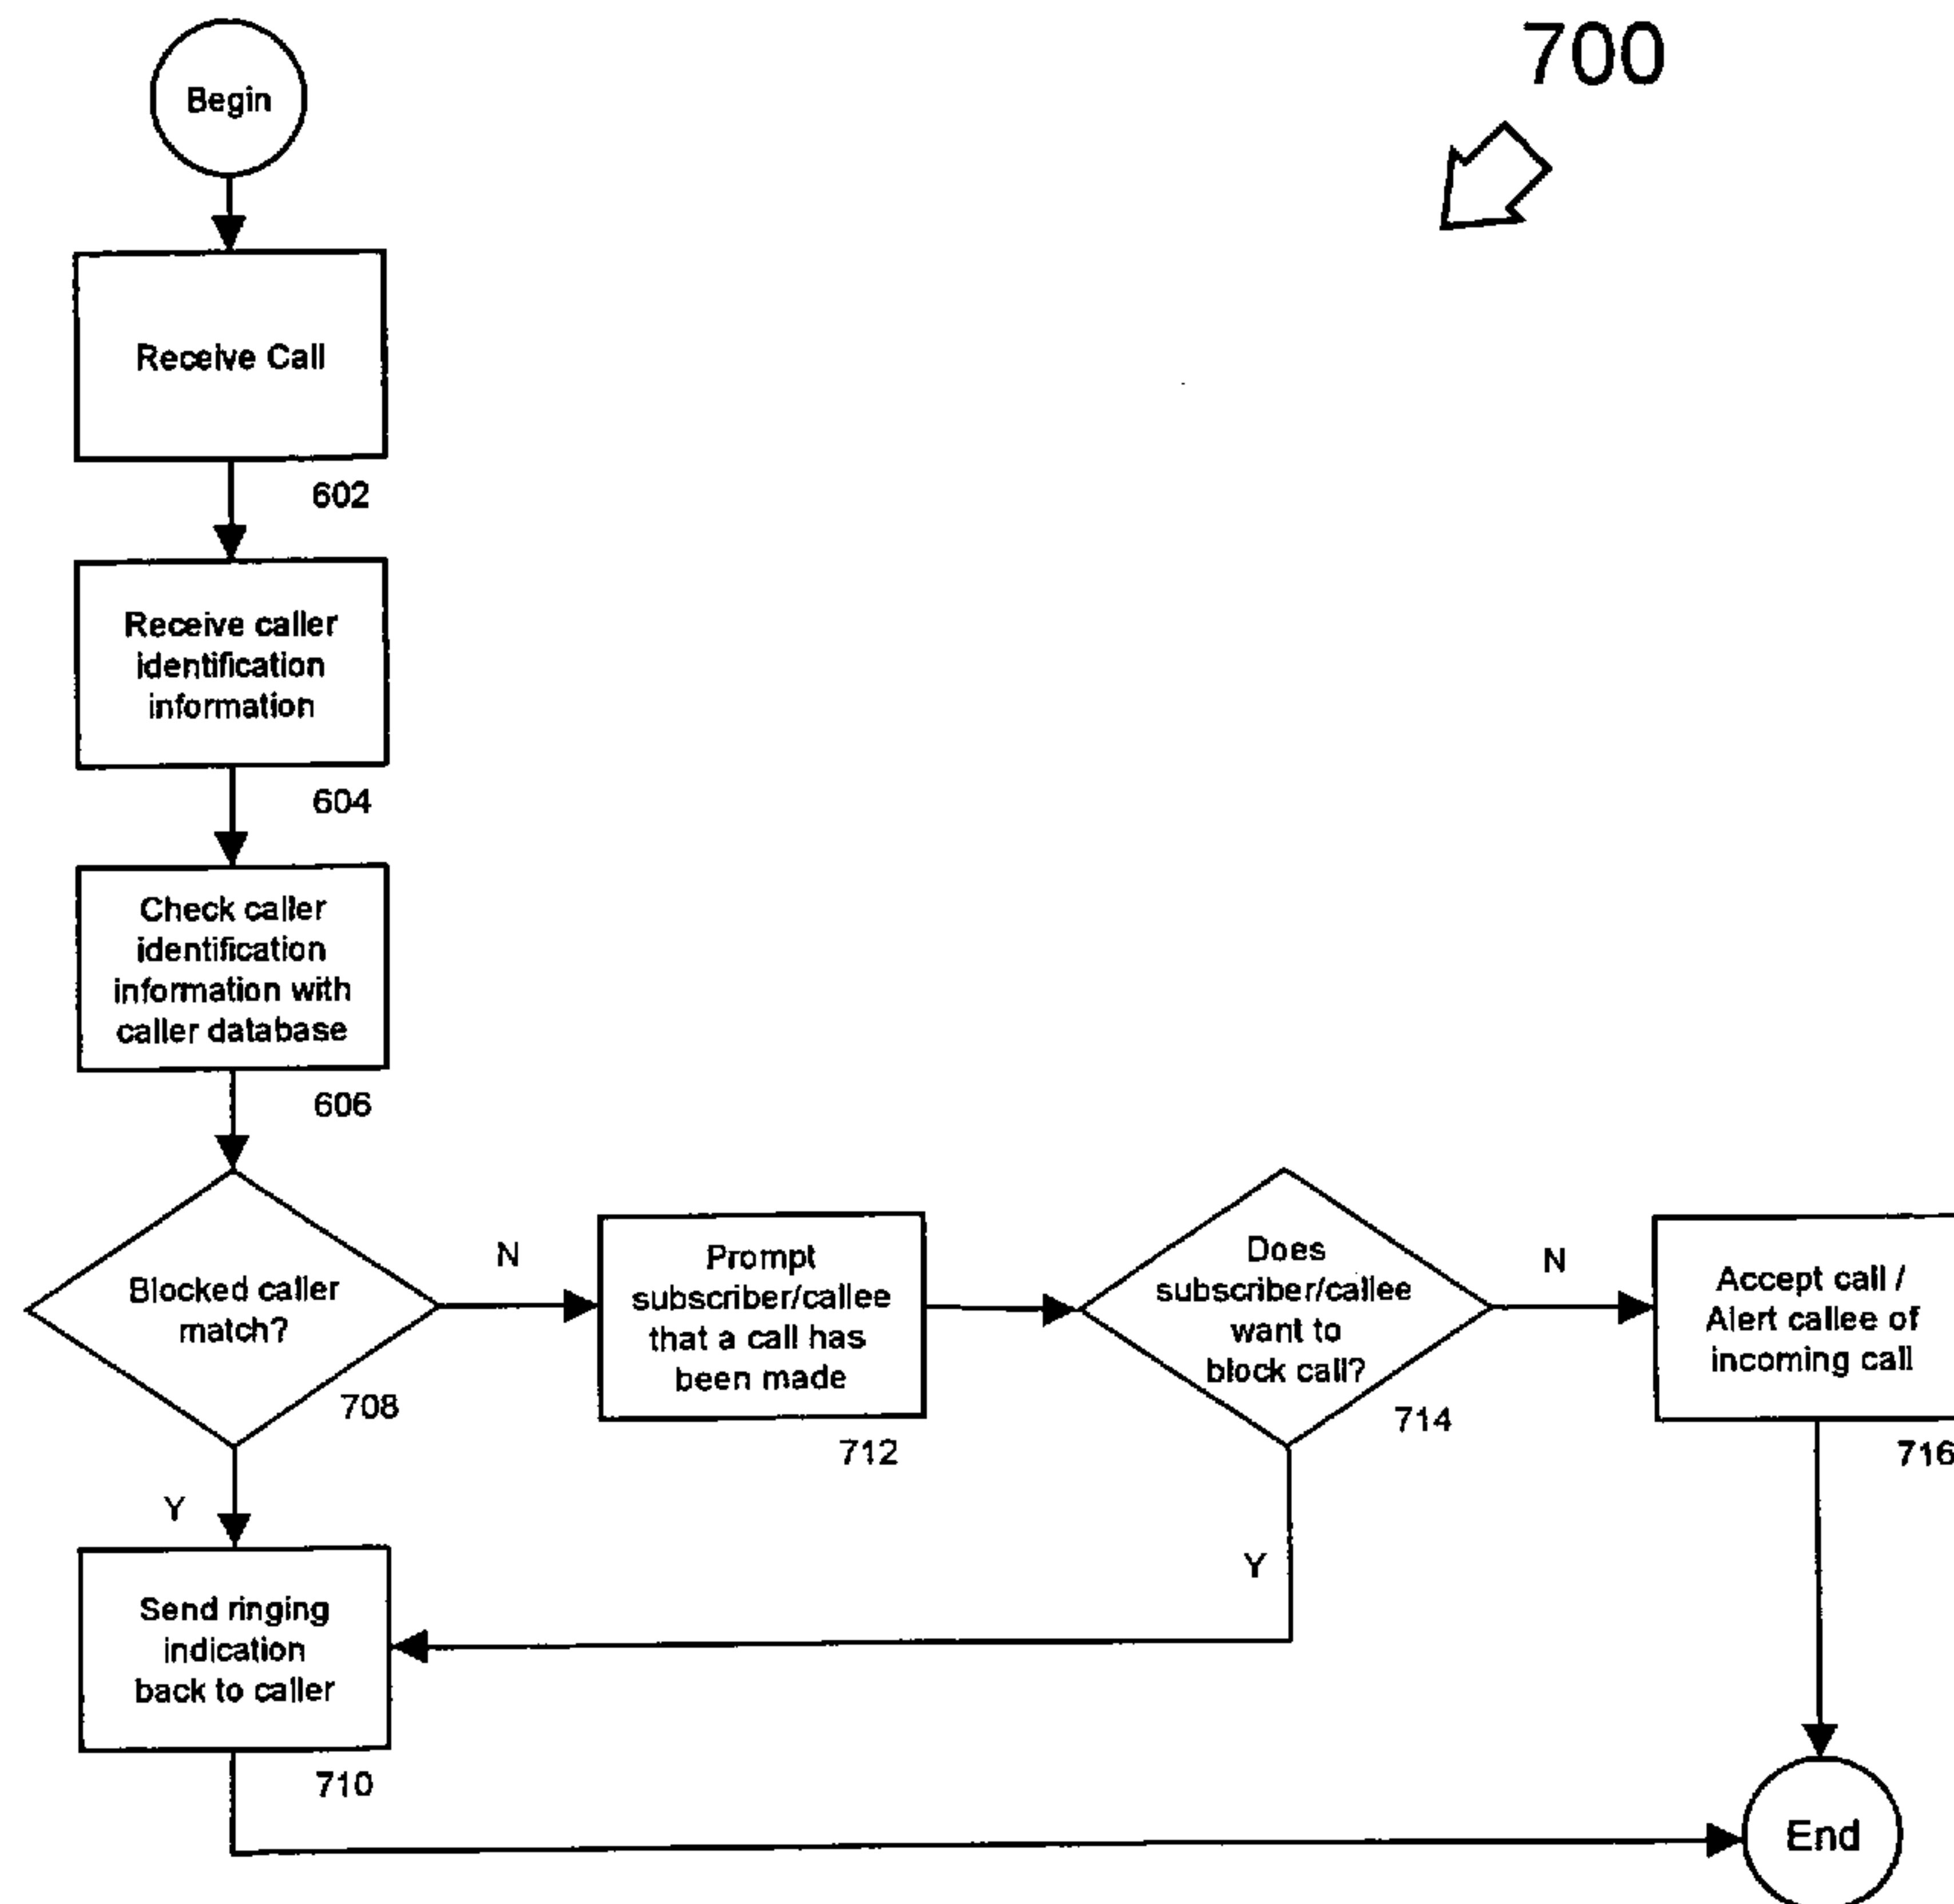 700
Begin
Receive Call
602
Receive caller
identification
information
604
Check caller
identification
information with
caller database
606
Blocked caller
match?
708
N
Prompt
subscriber/callee
that a call has
been made
712
Does
subscriber/callee
want to
block call?
714
N
Accept call /
Alert callee of
incoming call
716
Y
Y
Send ringing
indication
back to caller
710
End